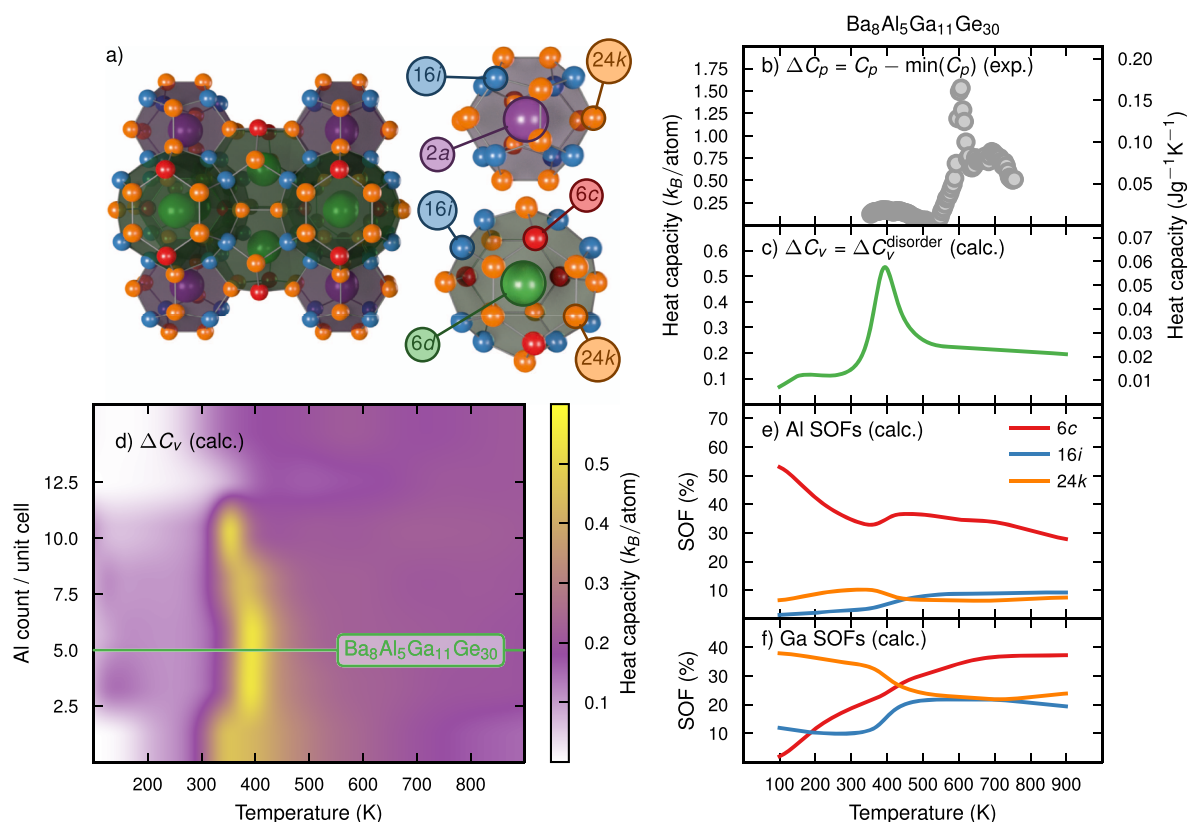 a)
16i
24k
2a
16i
6c
6d
24k
Ba₈Al₅Ga₁₁Ge₃₀
b) ΔCₚ = Cₚ − min(Cₚ) (exp.)
1.75
1.50
1.25
1.00
0.75
0.50
0.25
0.20
0.15
0.10
0.05
Heat capacity (k_B/atom)
Heat capacity (Jg⁻¹K⁻¹)
c) ΔCᵥ = ΔCᵥ^disorder (calc.)
0.6
0.5
0.4
0.3
0.2
0.1
0.07
0.06
0.05
0.04
0.03
0.02
0.01
d) ΔCᵥ (calc.)
Al count / unit cell
12.5
10.0
7.5
5.0
2.5
Ba₈Al₅Ga₁₁Ge₃₀
200 300 400 500 600 700 800
Temperature (K)
0.5
0.4
0.3
0.2
0.1
Heat capacity (k_B/atom)
e) Al SOFs (calc.)
6c
16i
24k
SOF (%)
70
60
50
40
30
20
10
f) Ga SOFs (calc.)
SOF (%)
40
30
20
10
100 200 300 400 500 600 700 800 900
Temperature (K)